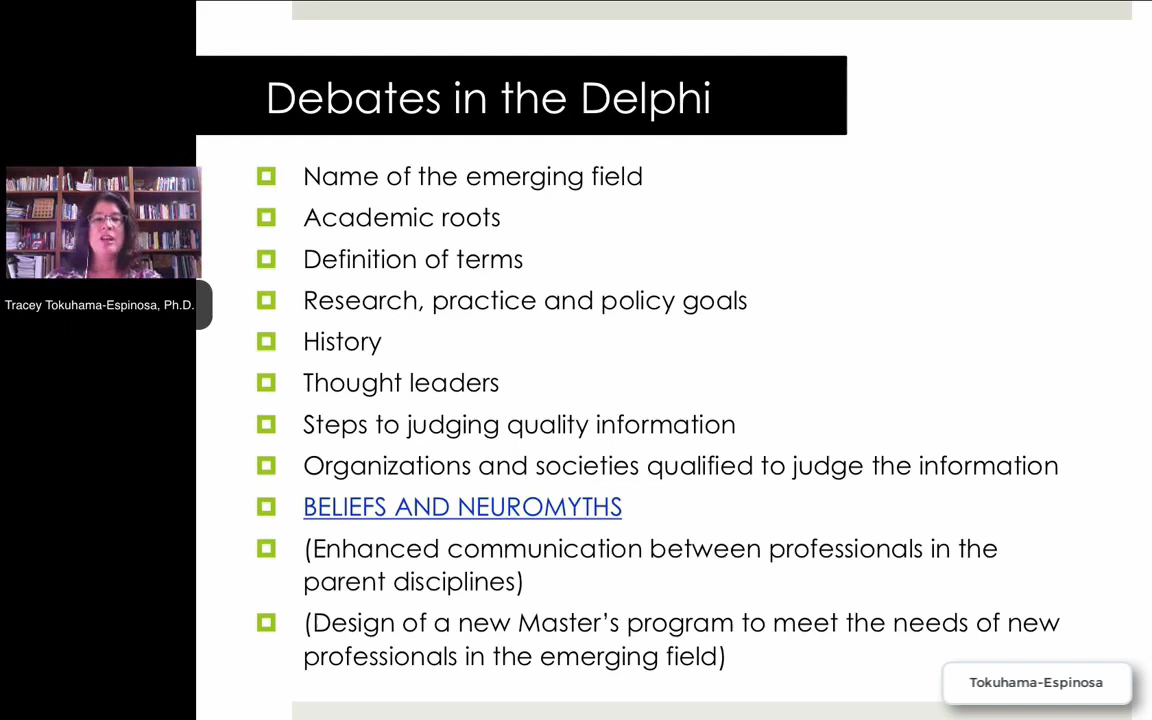 Debates in the Delphi
Name of the emerging field
Academic roots
Definition of terms
Research, practice and policy goals
History
Thought leaders
Steps to judging quality information
Organizations and societies qualified to judge the information
BELIEFS AND NEUROMYTHS
(Enhanced communication between professionals in the
parent disciplines)
(Design of a new Master’s program to meet the needs of new
professionals in the emerging field)
Tracey Tokuhama-Espinosa, Ph.D.
Tokuhama-Espinosa